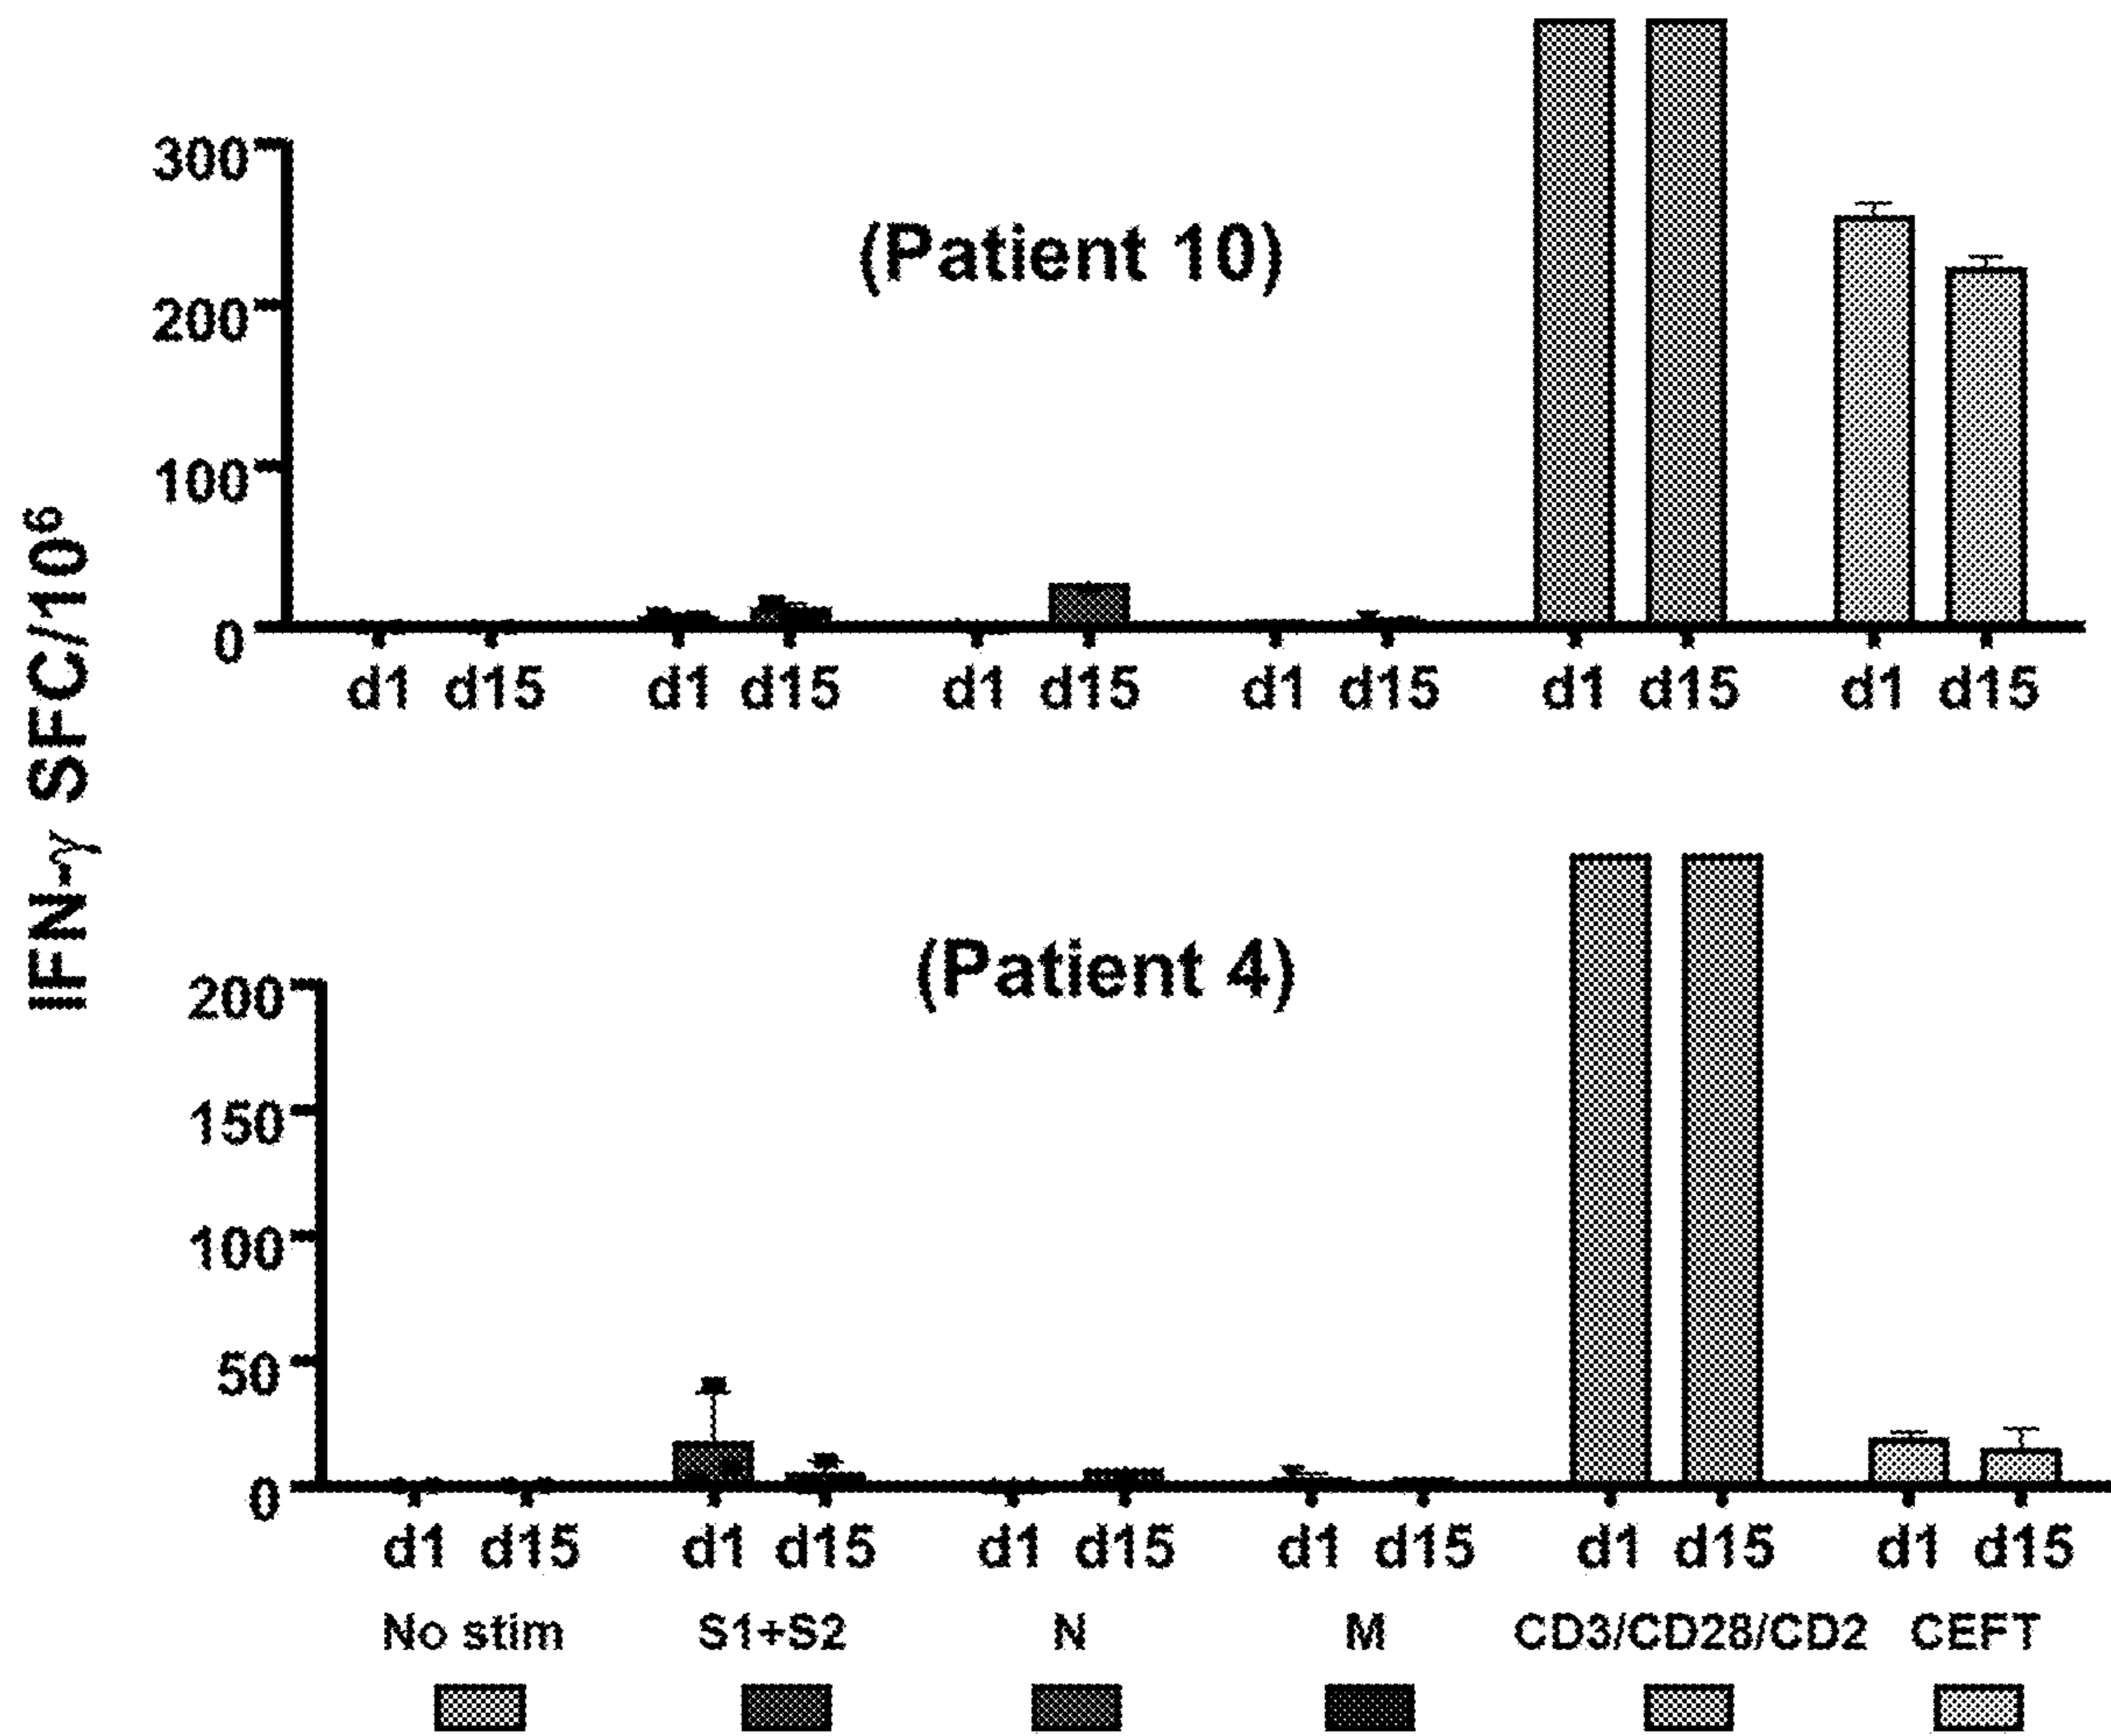 IFN-γ SFC/10⁶
300
(Patient 10)
200
100
0
d1 d15 d1 d15 d1 d15 d1 d15 d1 d15 d1 d15
(Patient 4)
200
150
100
50
0
d1 d15 d1 d15 d1 d15 d1 d15 d1 d15 d1 d15
No stim S1+S2 N M CD3/CD28/CD2 CEFT